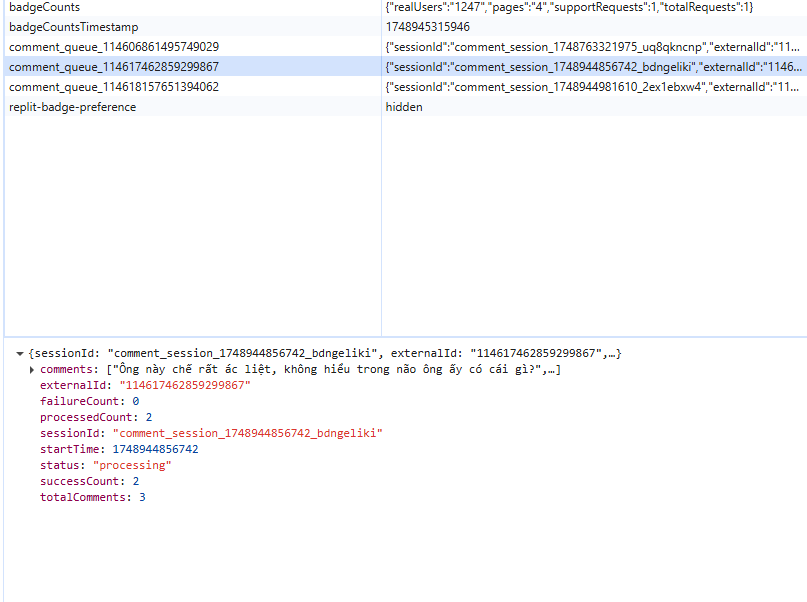 badgeCounts {"realUsers":"1247","pages":"4","supportRequests":1,"totalRequests":1}
badgeCountsTimestamp 1748945315946
comment_queue_114606861495749029 {"sessionId":"comment_session_1748763321975_uq8qkncnp","externalId":"11...
comment_queue_114617462859299867 {"sessionId":"comment_session_1748944856742_bdngeliki","externalId":"1146...
comment_queue_114618157651394062 {"sessionId":"comment_session_1748944981610_2ex1ebxw4","externalId":"11...
replit-badge-preference hidden
{sessionId: "comment_session_1748944856742_bdngeliki", externalId: "114617462859299867",…}
comments: ["Ông này chế rất ác liệt, không hiểu trong não ông ấy có cái gì?",…]
externalId: "114617462859299867"
failureCount: 0
processedCount: 2
sessionId: "comment_session_1748944856742_bdngeliki"
startTime: 1748944856742
status: "processing"
successCount: 2
totalComments: 3